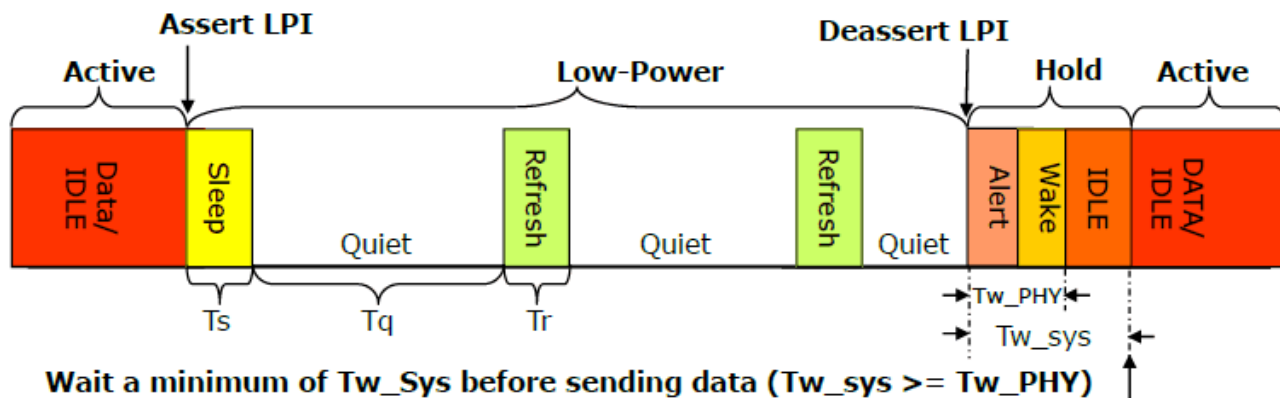 Assert LPI
Deassert LPI
Active
Low-Power
Hold
Active
Data/
IDLE
Sleep
Refresh
Refresh
Alert
Wake
IDLE
DATA/
IDLE
Quiet
Quiet
Quiet
Ts
Tq
Tr
Tw_PHY
Tw_sys
Wait a minimum of Tw_Sys before sending data (Tw_sys >= Tw_PHY)